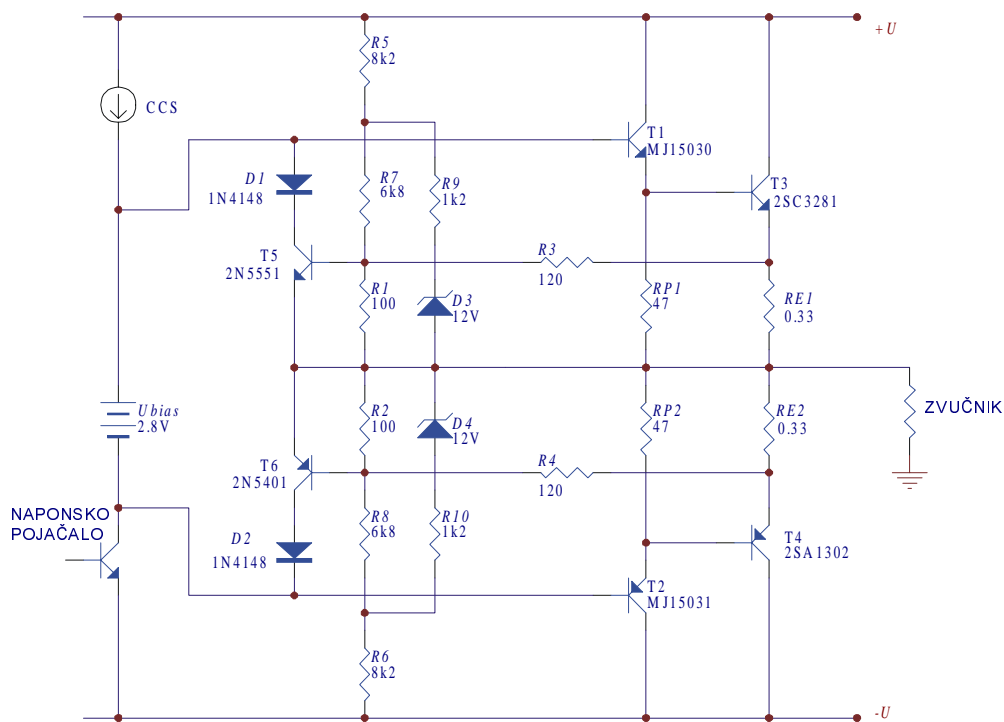 +U
R5
8k2
CCS
T1
MJ15030
D1
1N4148
R7
6k8
R9
1k2
T3
2SC3281
T5
2N5551
R3
120
R1
100
D3
12V
RP1
47
RE1
0.33
Ubias
2.8V
R2
100
D4
12V
RP2
47
RE2
0.33
ZVUČNIK
T6
2N5401
R4
120
NAPONSKO
POJAČALO
R8
6k8
R10
1k2
D2
1N4148
T4
2SA1302
T2
MJ15031
R6
8k2
-U